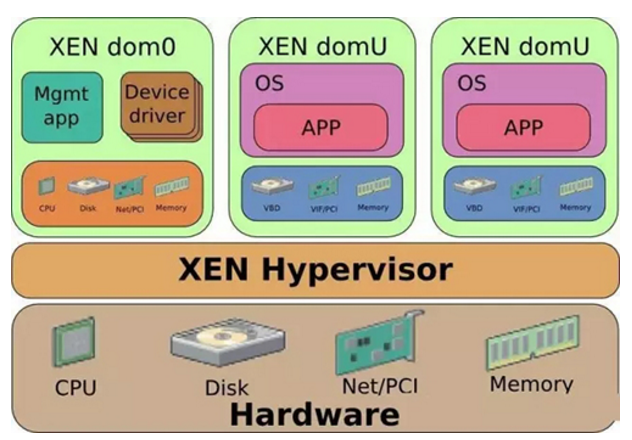 XEN dom0
Mgmt
app
Device
driver
CPU
Disk
Net/PCI
Memory
XEN domU
OS
APP
VBD
VIF/PCI
Memory
XEN domU
OS
APP
VBD
VIF/PCI
Memory
XEN Hypervisor
CPU
Disk
Net/PCI
Memory
Hardware